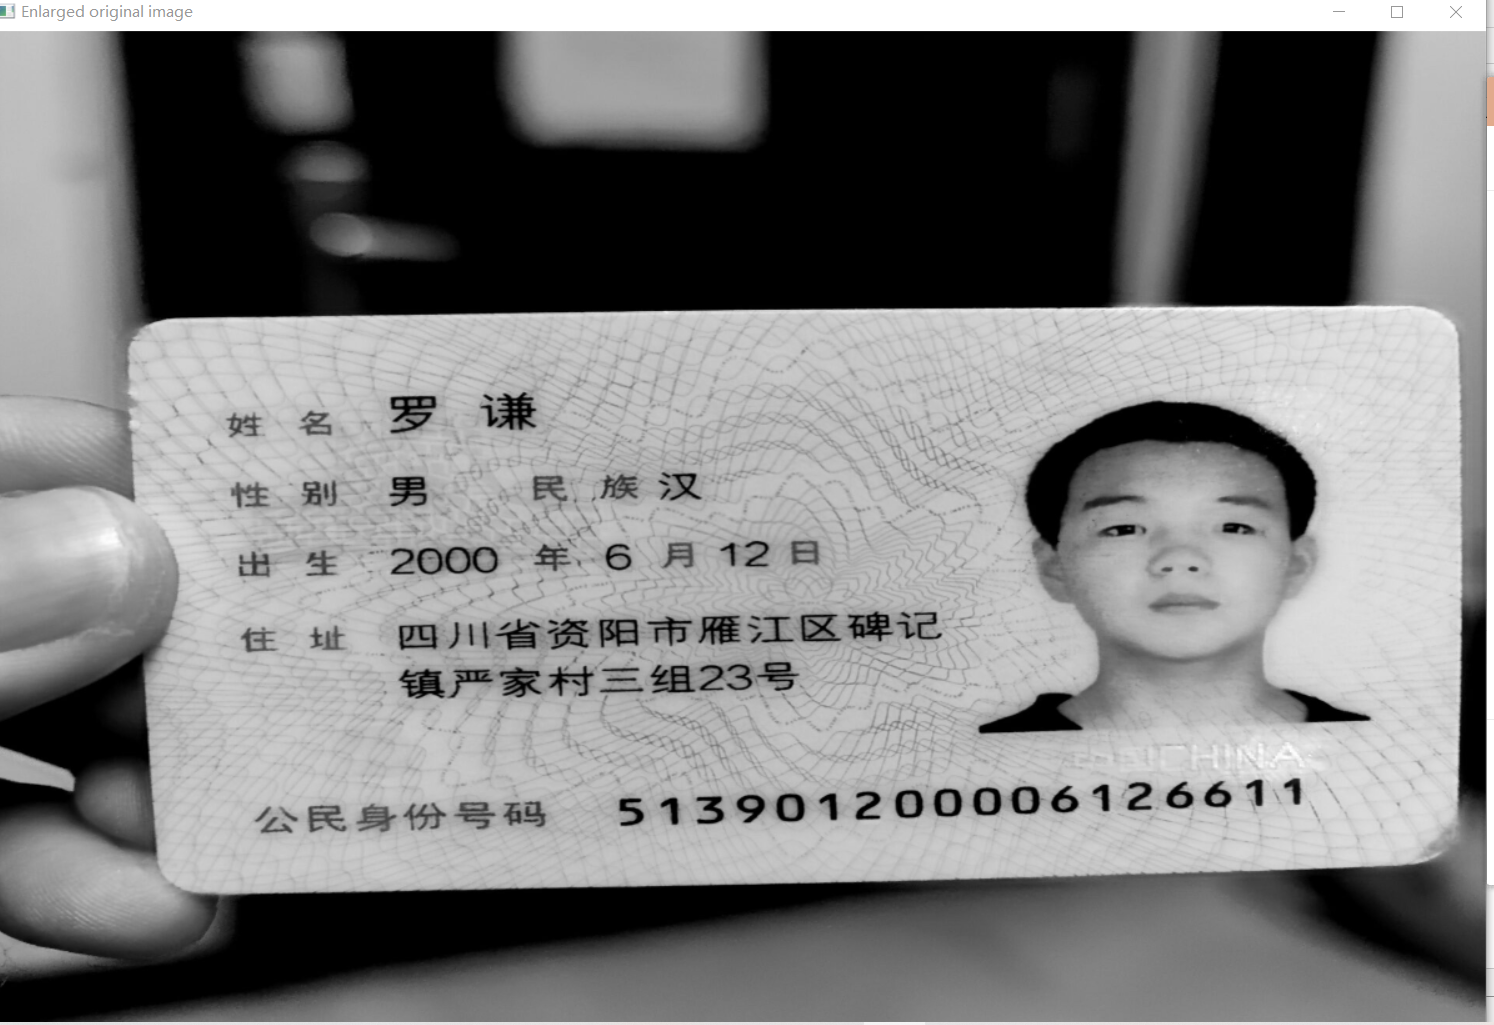 Enlarged original image
姓 名 罗 谦
性 别 男 民 族 汉
出 生 2000 年 6 月 12 日
住 址 四川省资阳市雁江区碑记
镇严家村三组23号
CHINA
公民身份号码 513901200006126611